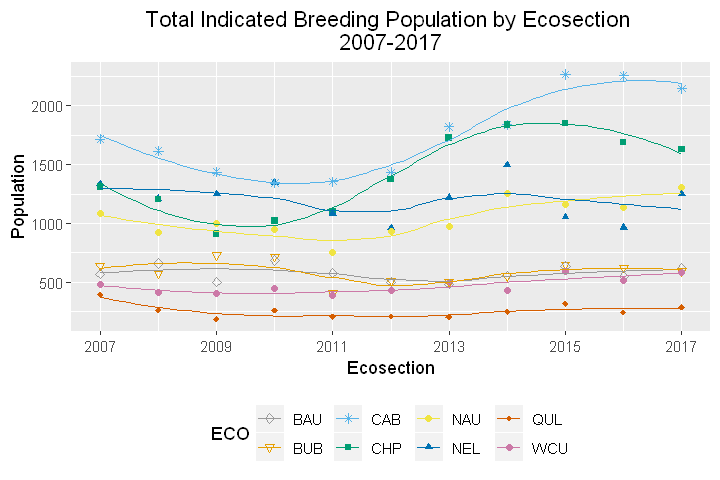 Total Indicated Breeding Population by Ecosection
2007-2017
Population
2000
1500
1000
500
2007 2009 2011 2013 2015 2017
Ecosection
ECO
BAU CAB NAU QUL
BUB CHP NEL WCU